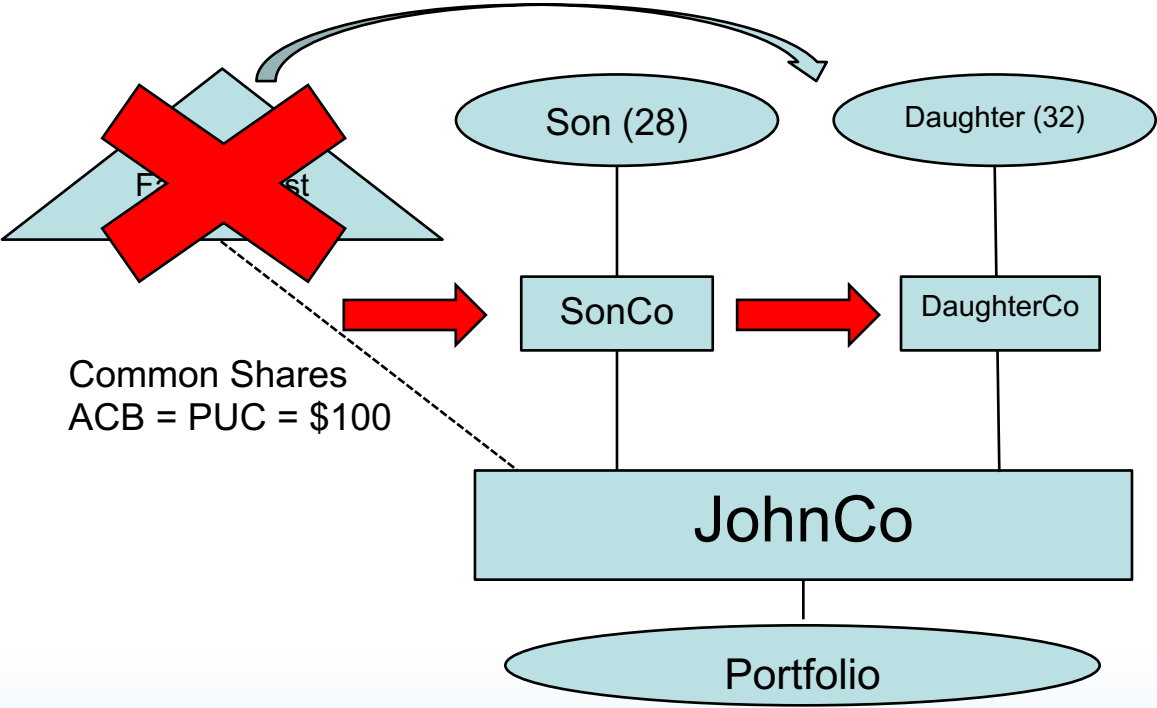 Son (28)
Daughter (32)
SonCo
DaughterCo
Common Shares
ACB = PUC = $100
JohnCo
Portfolio